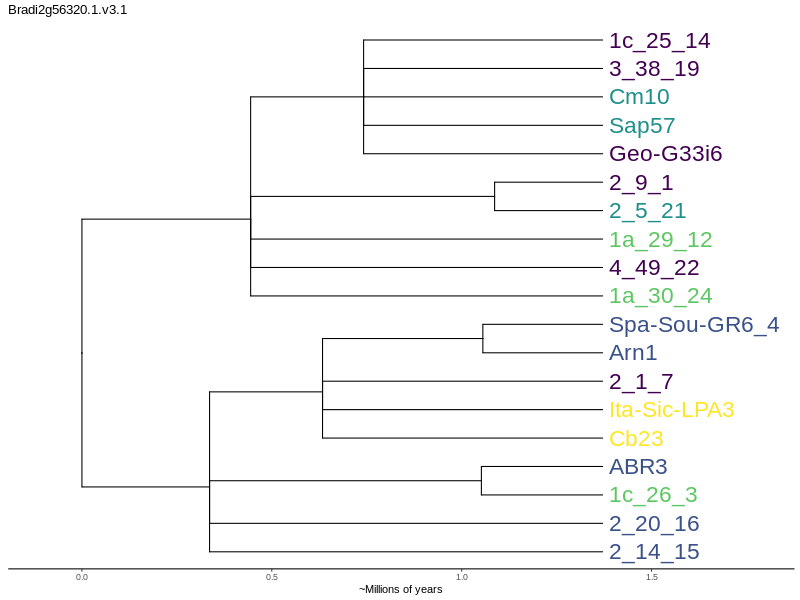 Bradi2g56320.1.v3.1
1c_25_14
3_38_19
Cm10
Sap57
Geo-G33i6
2_9_1
2_5_21
1a_29_12
4_49_22
1a_30_24
Spa-Sou-GR6_4
Arn1
2_1_7
Ita-Sic-LPA3
Cb23
ABR3
1c_26_3
2_20_16
2_14_15
0.0 0.5 1.0 1.5
~Millions of years